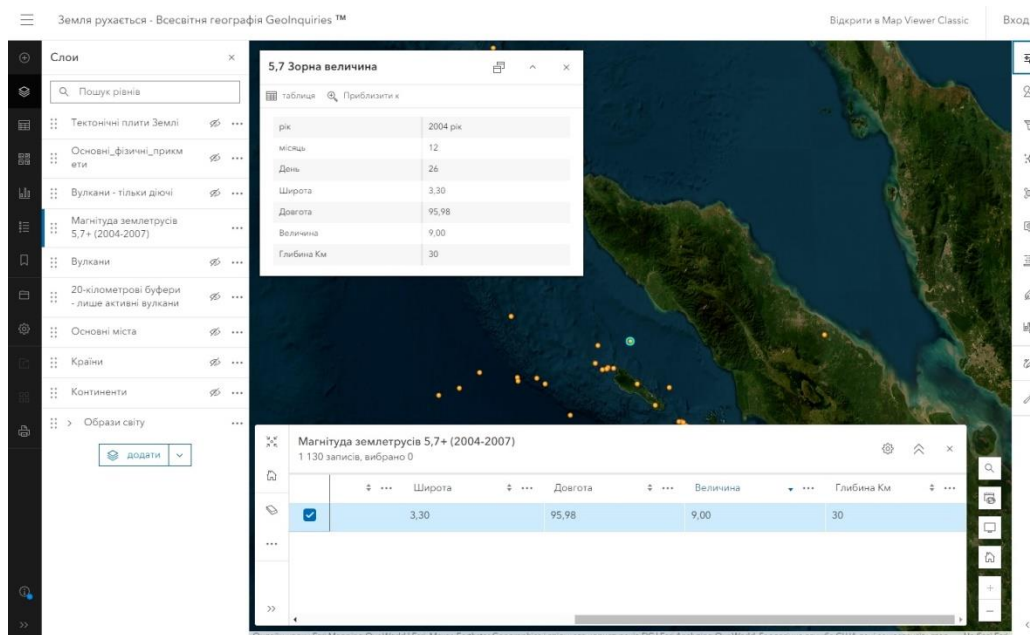 Земля рухається - Всесвітня географія GeoInquiries ™
Відкрити в Map Viewer Classic
Вход
Слои
Пошук рівнів
Тектонічні плити Землі
Основні_фізичні_прикм
ети
Вулкани - тільки діючі
Магнітуда землетрусів
5,7+ (2004-2007)
Вулкани
20-кілометрові буфери
- лише активні вулкани
Основні міста
Країни
Континенти
Образи світу
додати
5,7 Зорна величина
таблиця Приблизити к
рік 2004 рік
місяць 12
День 26
Широта 3,30
Довгота 95,98
Величина 9,00
Глибина Км 30
Магнітуда землетрусів 5,7+ (2004-2007)
1 130 записів, вибрано 0
Широта Довгота Величина Глибина Км
3,30 95,98 9,00 30